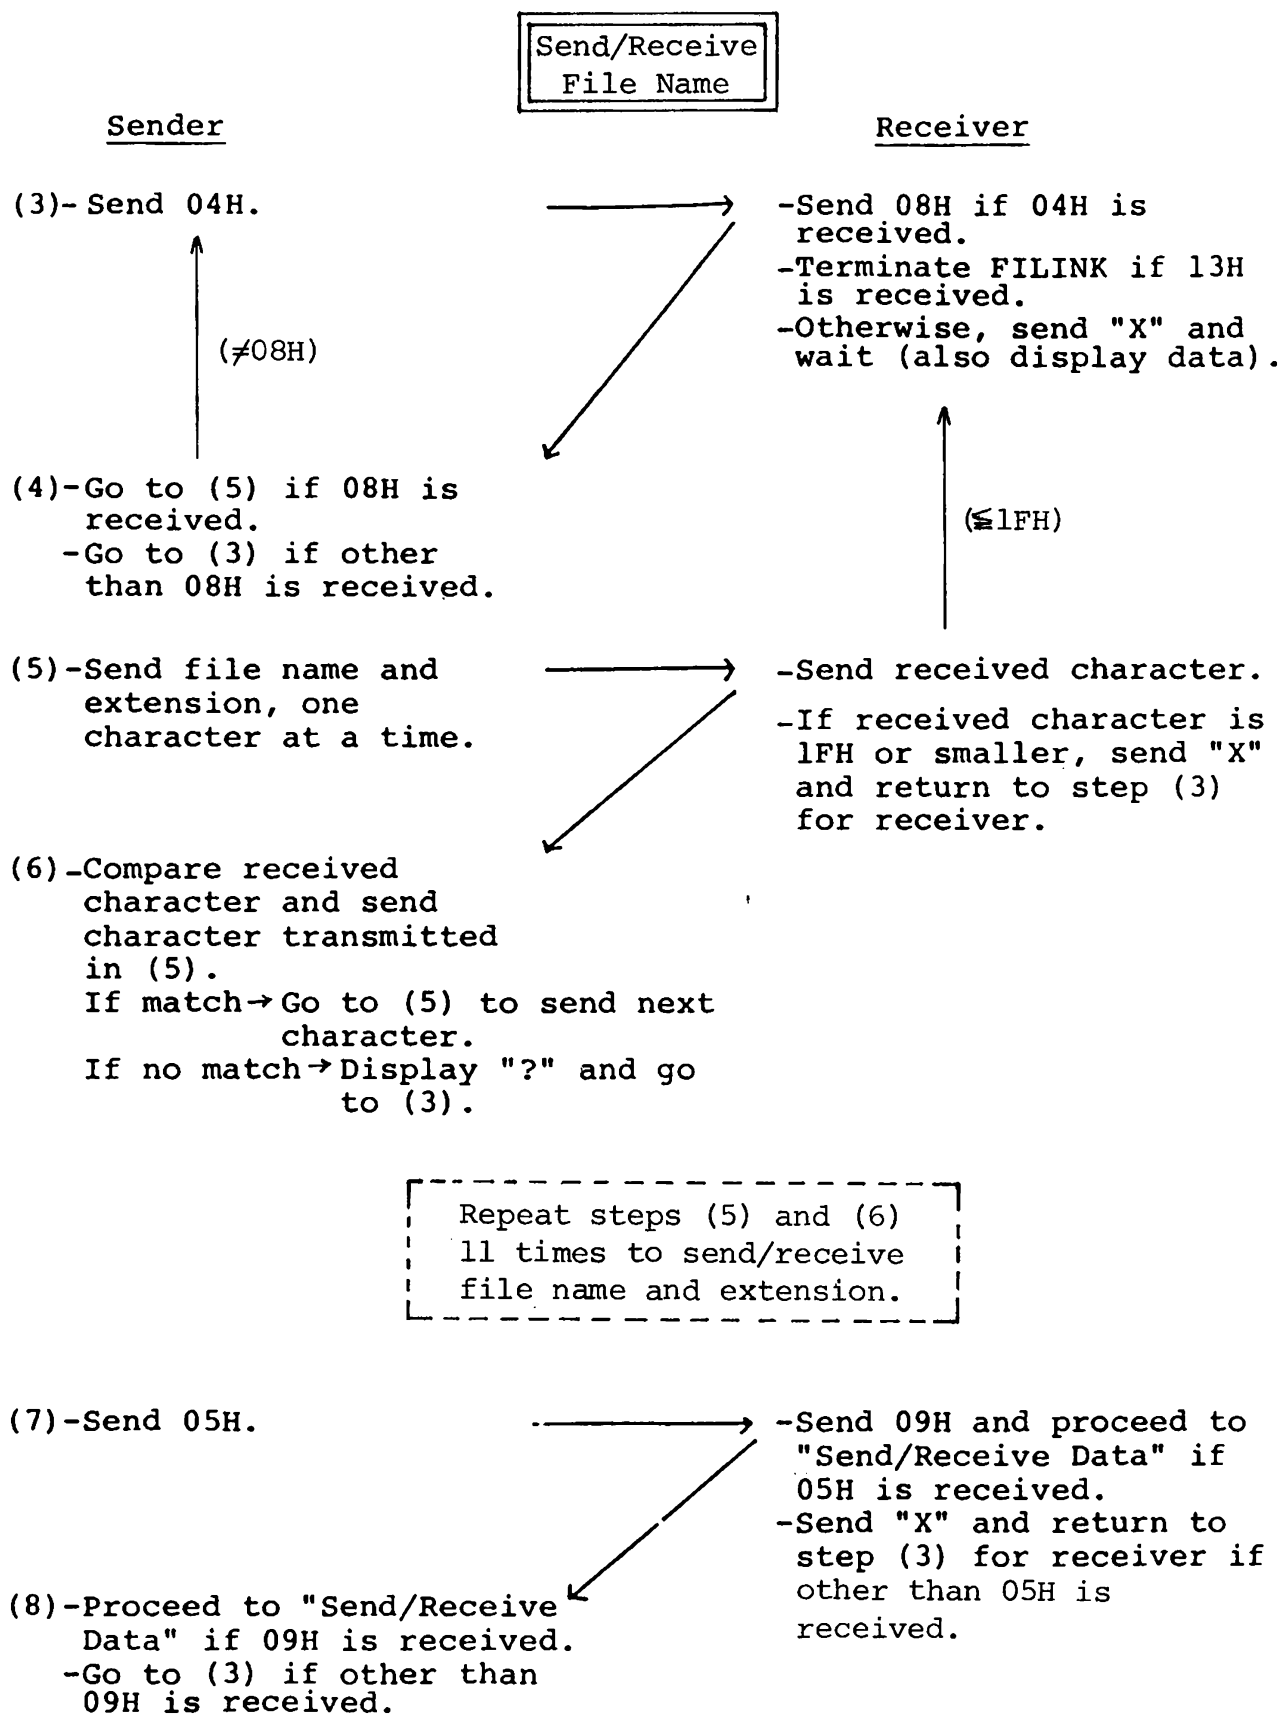 Send/Receive
File Name
Sender
Receiver
(3)- Send 04H.
-Send 08H if 04H is
received.
-Terminate FILINK if 13H
is received.
-Otherwise, send "X" and
wait (also display data).
(≠08H)
(4)-Go to (5) if 08H is
received.
-Go to (3) if other
than 08H is received.
(≦1FH)
(5)-Send file name and
extension, one
character at a time.
-Send received character.
-If received character is
1FH or smaller, send "X"
and return to step (3)
for receiver.
(6)-Compare received
character and send
character transmitted
in (5).
If match→ Go to (5) to send next
character.
If no match→ Display "?" and go
to (3).
Repeat steps (5) and (6)
11 times to send/receive
file name and extension.
(7)-Send 05H.
-Send 09H and proceed to
"Send/Receive Data" if
05H is received.
-Send "X" and return to
step (3) for receiver if
other than 05H is
received.
(8)-Proceed to "Send/Receive
Data" if 09H is received.
-Go to (3) if other than
09H is received.